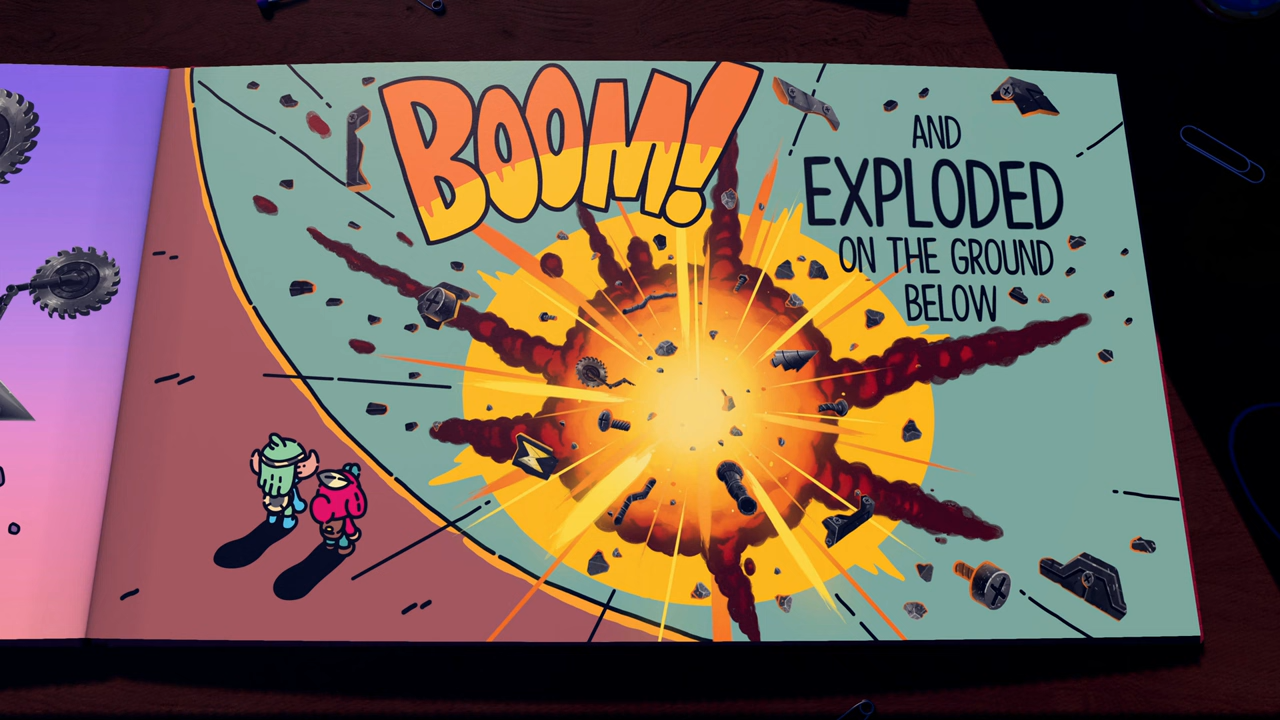 BOOM!
AND
EXPLODED
ON THE GROUND
BELOW